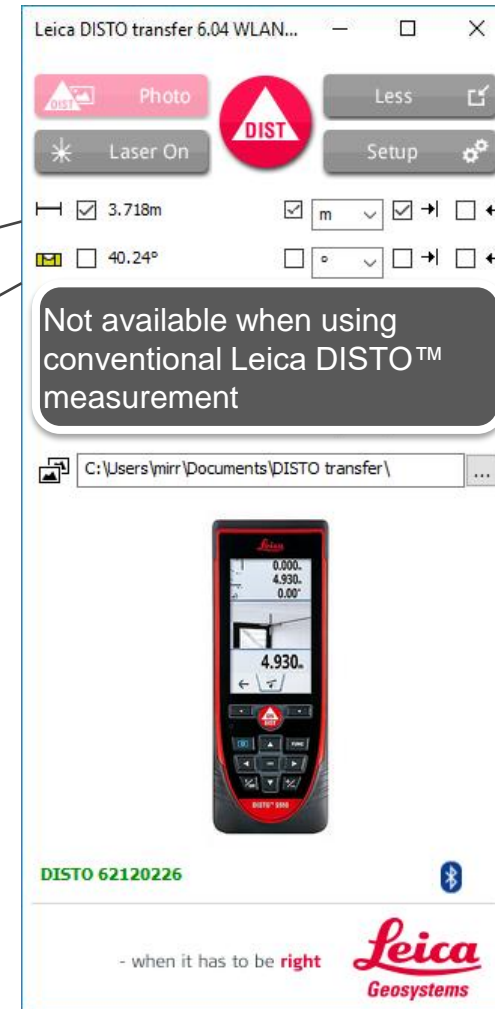 Leica DISTO transfer 6.04 WLAN...
Photo
Less
DIST
DIST
Laser On
Setup
3.718m
m
40.24°
°
Not available when using
conventional Leica DISTO™
measurement
C:\Users\mirr\Documents\DISTO transfer\
...
Leica
0.000
4.930
0.00°
4.930
DIST
FUNC
DISTO 62120226
- when it has to be right
Leica
Geosystems